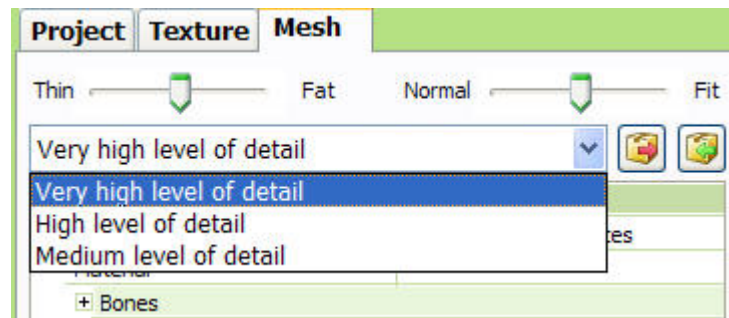 Project Texture Mesh
Thin Fat Normal Fit
Very high level of detail
Very high level of detail
High level of detail
Medium level of detail
Bones